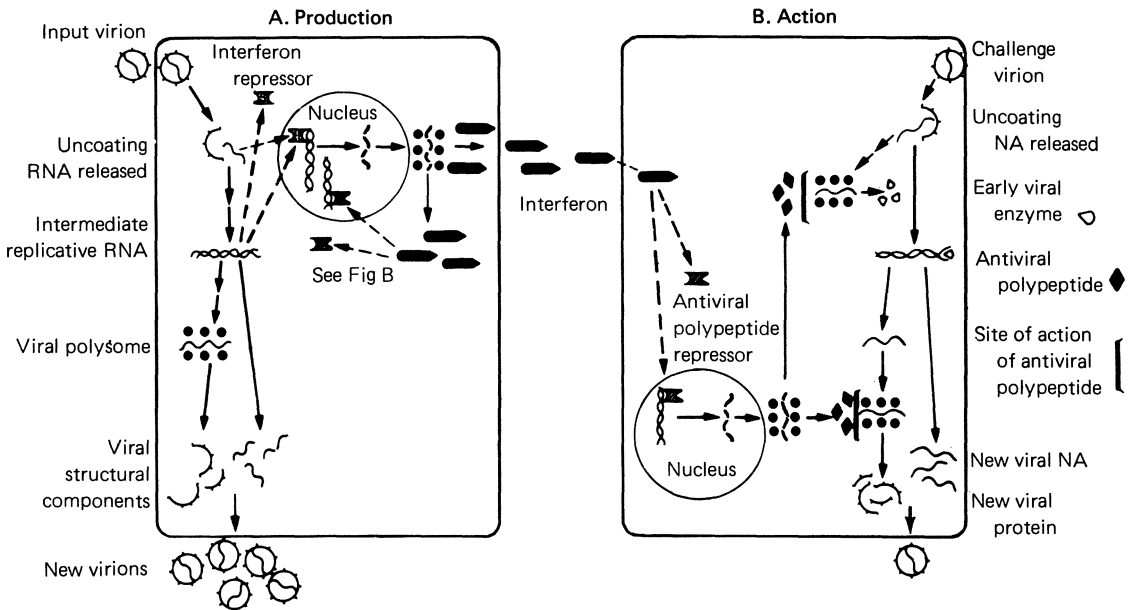 A. Production
B. Action
Input virion
Interferon
repressor
Nucleus
Uncoating
RNA released
Intermediate
replicative RNA
See Fig B
Viral polysome
Viral
structural
components
New virions
Interferon
Antiviral
polypeptide
repressor
Nucleus
Challenge
virion
Uncoating
NA released
Early viral
enzyme
Antiviral
polypeptide
Site of action
of antiviral
polypeptide
New viral NA
New viral
protein